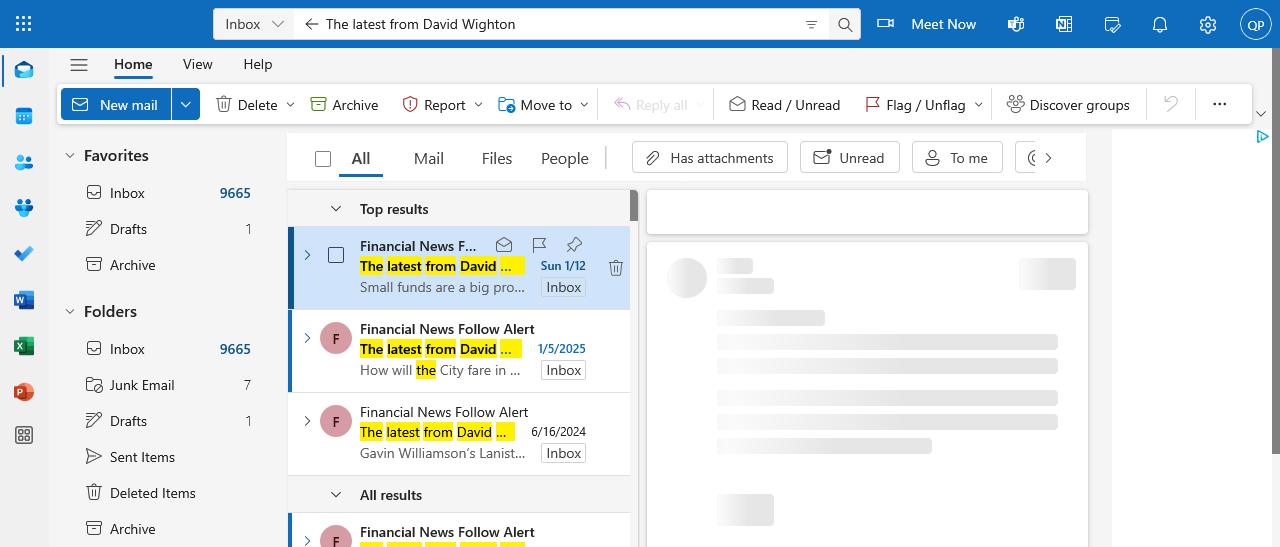 Inbox The latest from David Wighton Meet Now QP
Home View Help
New mail Delete Archive Report Move to Reply all Read / Unread Flag / Unflag Discover groups
Favorites
Inbox 9665
Drafts 1
Archive
Folders
Inbox 9665
Junk Email 7
Drafts 1
Sent Items
Deleted Items
Archive
All Mail Files People Has attachments Unread To me
Top results
Financial News F...
The latest from David ... Sun 1/12
Small funds are a big pro... Inbox
F Financial News Follow Alert
The latest from David ... 1/5/2025
How will the City fare in ... Inbox
F Financial News Follow Alert
The latest from David ... 6/16/2024
Gavin Williamson's Lanist... Inbox
All results
F Financial News Follow Alert